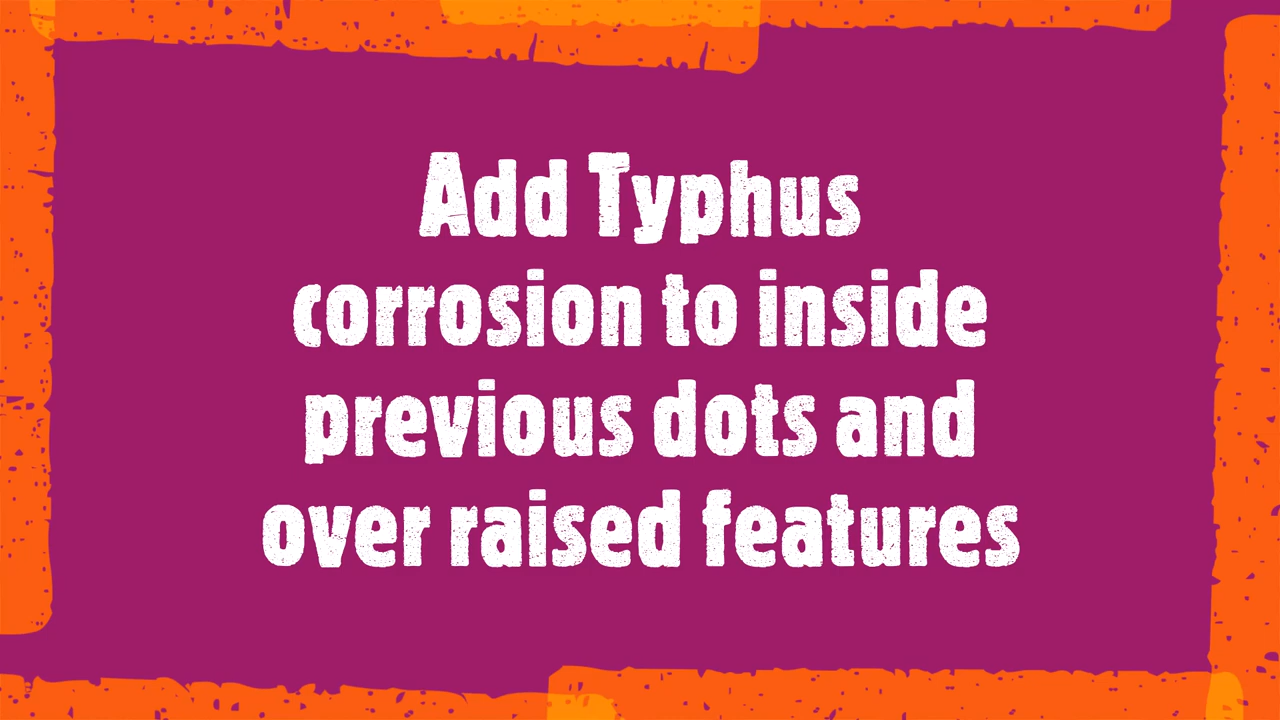 Add Typhus
corrosion to inside
previous dots and
over raised features